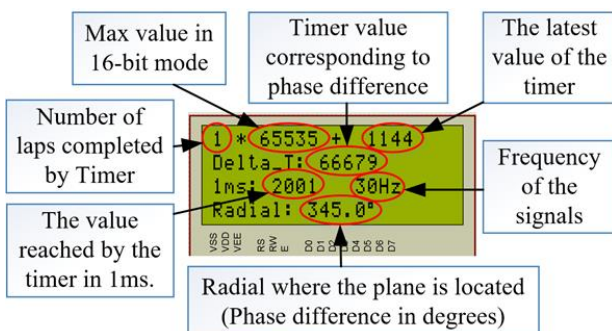 Max value in
16-bit mode
Timer value
corresponding to
phase difference
The latest
value of the
timer
Number of
laps completed
by Timer
1 * 65535 + 1144
Delta_T: 66679
1ms: 2001 30Hz
Radial: 345.0°
Frequency
of the
signals
The value
reached by the
timer in 1ms.
VSS VDD VEE RS RW E D0 D1 D2 D3 D4 D5 D6 D7
Radial where the plane is located
(Phase difference in degrees)